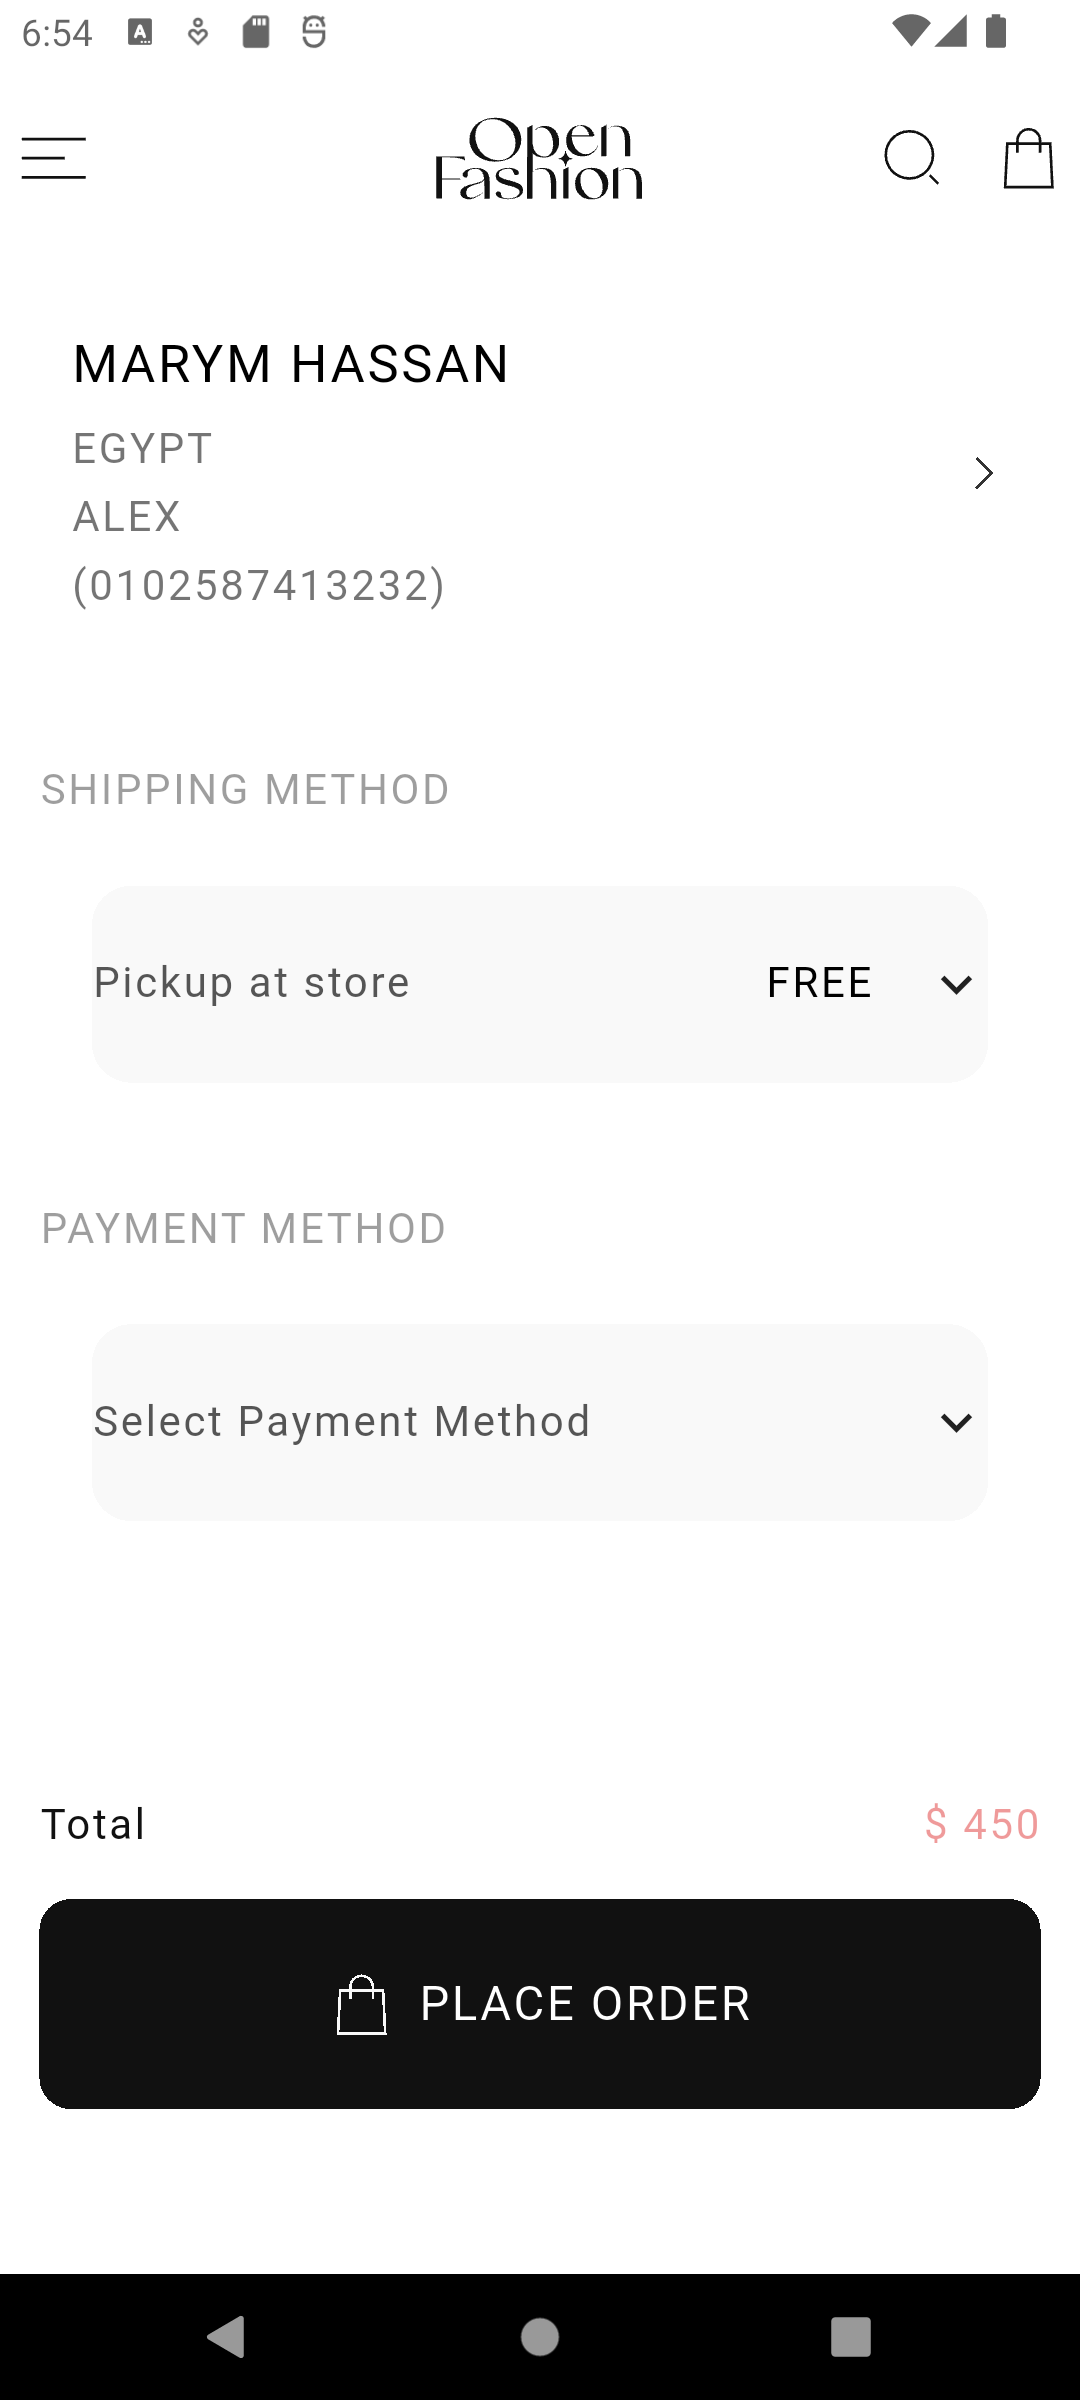 6:54
Open
Fashion
MARYM HASSAN
EGYPT
ALEX
(0102587413232)
SHIPPING METHOD
Pickup at store FREE
PAYMENT METHOD
Select Payment Method
Total $ 450
PLACE ORDER